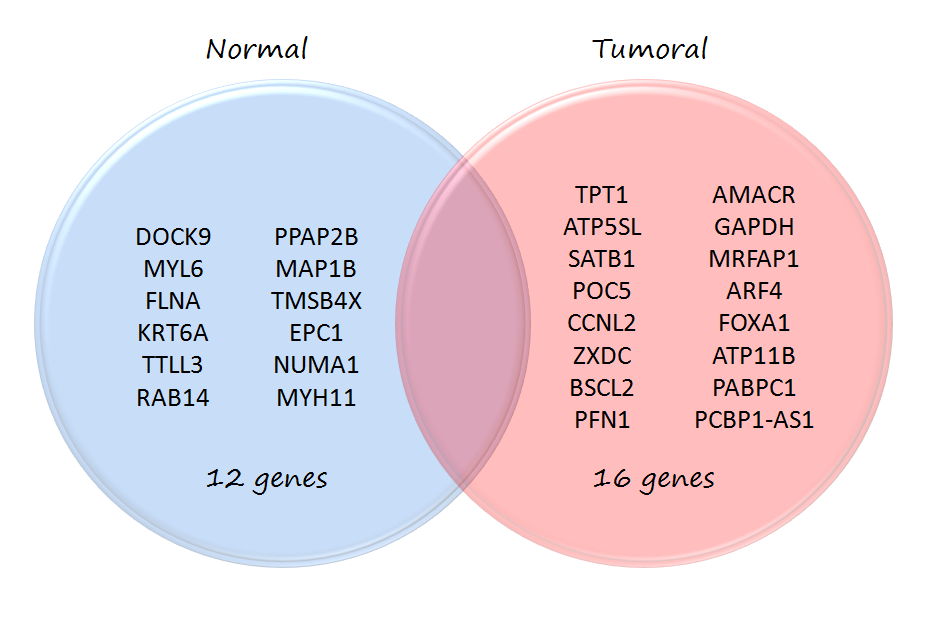 Normal
Tumoral
DOCK9 PPAP2B
MYL6 MAP1B
FLNA TMSB4X
KRT6A EPC1
TTLL3 NUMA1
RAB14 MYH11
12 genes
TPT1 AMACR
ATP5SL GAPDH
SATB1 MRFAP1
POC5 ARF4
CCNL2 FOXA1
ZXDC ATP11B
BSCL2 PABPC1
PFN1 PCBP1-AS1
16 genes